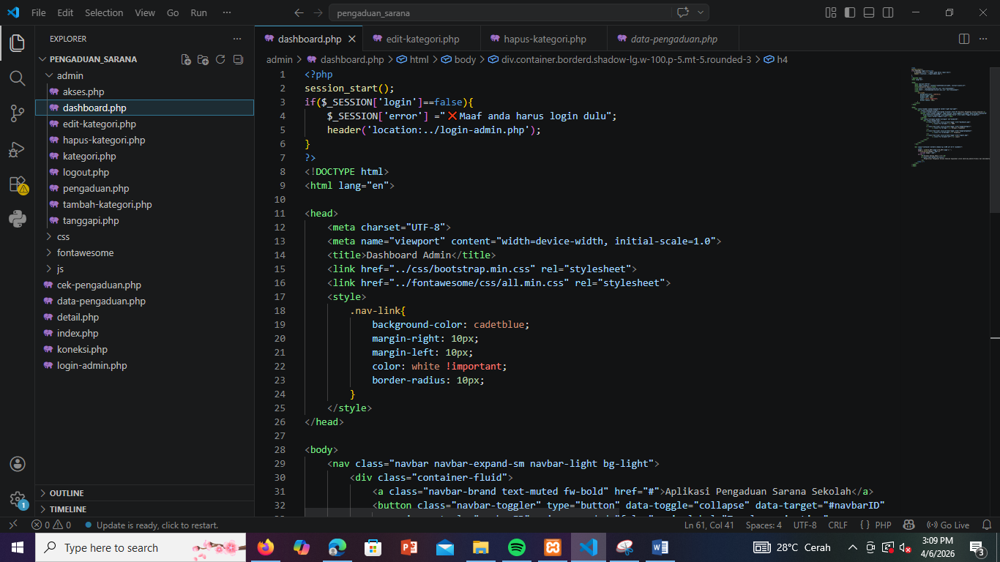 File Edit Selection View Go Run ···
pengaduan_sarana
EXPLORER
PENGADUAN_SARANA
admin
akses.php
dashboard.php
edit-kategori.php
hapus-kategori.php
kategori.php
logout.php
pengaduan.php
tambah-kategori.php
tanggapi.php
css
fontawesome
js
cek-pengaduan.php
data-pengaduan.php
detail.php
index.php
koneksi.php
login-admin.php
OUTLINE
TIMELINE
dashboard.php edit-kategori.php hapus-kategori.php data-pengaduan.php
admin > dashboard.php > html > body > div.container.borderd.shadow-lg.w-100.p-5.mt-5.rounded-3 > h4
1 <?php
2 session_start();
3 if($_SESSION['login']==false){
4 $_SESSION['error'] ="❌Maaf anda harus login dulu";
5 header('location:../login-admin.php');
6 }
7 ?>
8 <!DOCTYPE html>
9 <html lang="en">
10
11 <head>
12 <meta charset="UTF-8">
13 <meta name="viewport" content="width=device-width, initial-scale=1.0">
14 <title>Dashboard Admin</title>
15 <link href="../css/bootstrap.min.css" rel="stylesheet">
16 <link href="../fontawesome/css/all.min.css" rel="stylesheet">
17 <style>
18 .nav-link{
19 background-color: cadetblue;
20 margin-right: 10px;
21 margin-left: 10px;
22 color: white !important;
23 border-radius: 10px;
24 }
25 </style>
26 </head>
27
28 <body>
29 <nav class="navbar navbar-expand-sm navbar-light bg-light">
30 <div class="container-fluid">
31 <a class="navbar-brand text-muted fw-bold" href="#">Aplikasi Pengaduan Sarana Sekolah</a>
32 <button class="navbar-toggler" type="button" data-toggle="collapse" data-target="#navbarID"
0 0 Update is ready, click to restart. Ln 61, Col 41 Spaces: 4 UTF-8 CRLF { } PHP Go Live
1
Type here to search
28°C Cerah
3:09 PM
4/6/2026
3